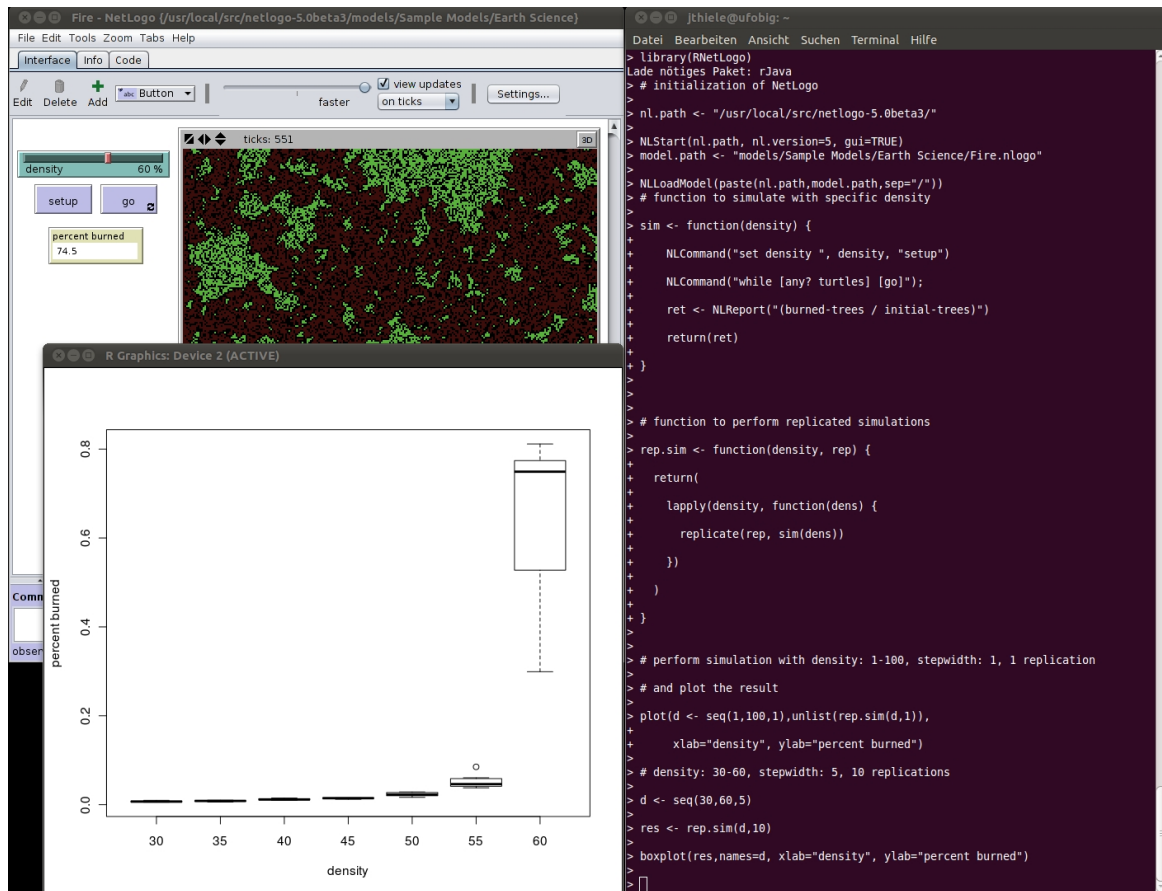 Fire - NetLogo {/usr/local/src/netlogo-5.0beta3/models/Sample Models/Earth Science}
File Edit Tools Zoom Tabs Help
Interface Info Code
Edit Delete Add
abc Button
faster
view updates
on ticks
Settings...
ticks: 551
3D
density 60 %
setup go
percent burned
74.5
Comm
obser
R Graphics: Device 2 (ACTIVE)
percent burned
0.8
0.6
0.4
0.2
0.0
30 35 40 45 50 55 60
density
jthiele@ufobig: ~
Datei Bearbeiten Ansicht Suchen Terminal Hilfe
> library(RNetLogo)
Lade nötiges Paket: rJava
> # initialization of NetLogo
>
> nl.path <- "/usr/local/src/netlogo-5.0beta3/"
>
> NLStart(nl.path, nl.version=5, gui=TRUE)
> model.path <- "models/Sample Models/Earth Science/Fire.nlogo"
>
> NLLoadModel(paste(nl.path,model.path,sep="/"))
> # function to simulate with specific density
>
> sim <- function(density) {
+
+     NLCommand("set density ", density, "setup")
+
+     NLCommand("while [any? turtles] [go]");
+
+     ret <- NLReport("(burned-trees / initial-trees)")
+
+     return(ret)
+
+ }
>
>
>
> # function to perform replicated simulations
>
> rep.sim <- function(density, rep) {
+
+   return(
+
+     lapply(density, function(dens) {
+
+       replicate(rep, sim(dens))
+
+     })
+
+   )
+
+ }
>
>
> # perform simulation with density: 1-100, stepwidth: 1, 1 replication
>
> # and plot the result
>
> plot(d <- seq(1,100,1),unlist(rep.sim(d,1)),
+
+      xlab="density", ylab="percent burned")
>
> # density: 30-60, stepwidth: 5, 10 replications
>
> d <- seq(30,60,5)
>
> res <- rep.sim(d,10)
>
> boxplot(res,names=d, xlab="density", ylab="percent burned")
>
>